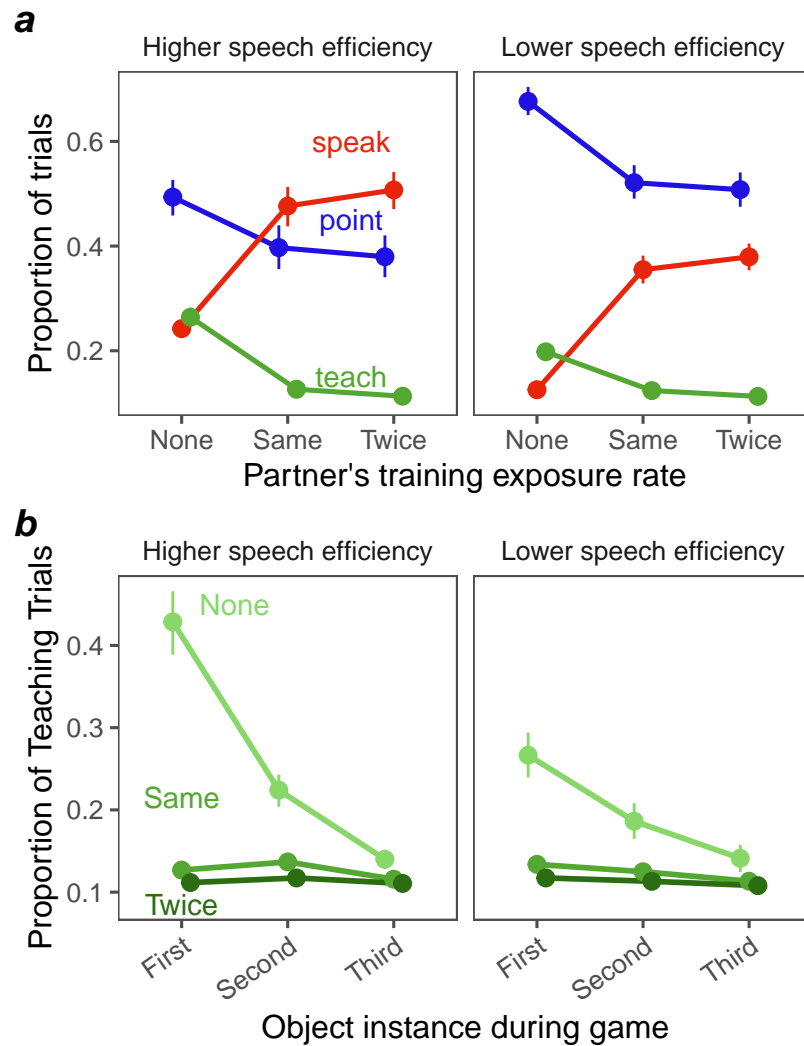 a
Higher speech efficiency
Lower speech efficiency
Proportion of trials
0.6
0.4
0.2
speak
point
teach
None Same Twice
None Same Twice
Partner's training exposure rate
b
Higher speech efficiency
Lower speech efficiency
Proportion of Teaching Trials
0.4
0.3
0.2
0.1
None
Same
Twice
First Second Third
First Second Third
Object instance during game